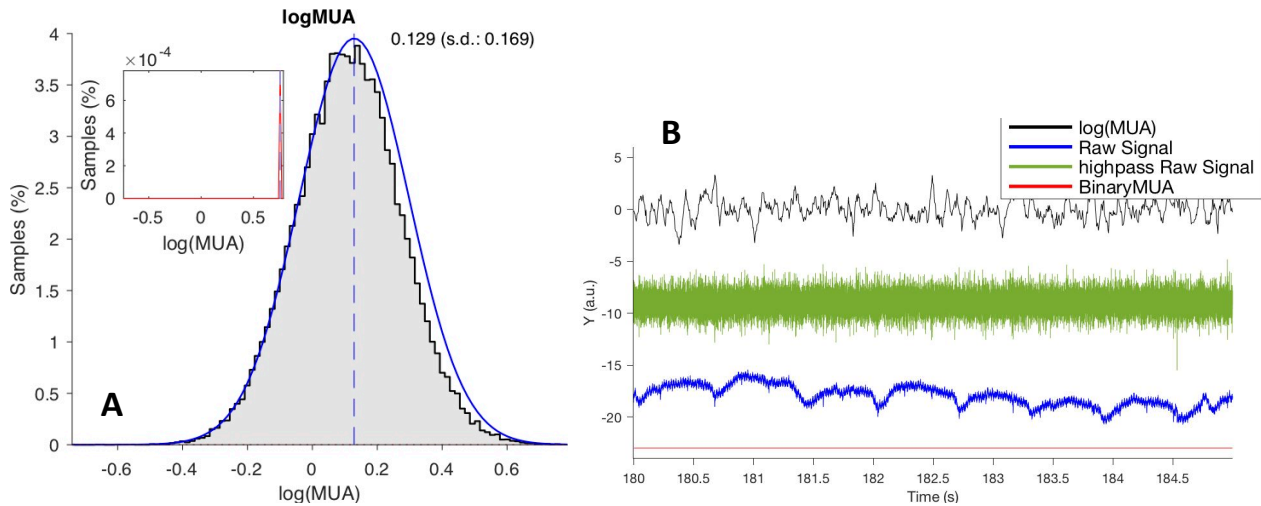 logMUA
0.129 (s.d.: 0.169)
4
3.5
3
2.5
2
1.5
1
0.5
0
Samples (%)
-0.6
-0.4
-0.2
0
0.2
0.4
0.6
log(MUA)
×10⁻⁴
6
4
2
0
Samples (%)
-0.5
0
0.5
log(MUA)
A
B
log(MUA)
Raw Signal
highpass Raw Signal
BinaryMUA
5
0
-5
-10
-15
-20
Y (a.u.)
180
180.5
181
181.5
182
182.5
183
183.5
184
184.5
Time (s)